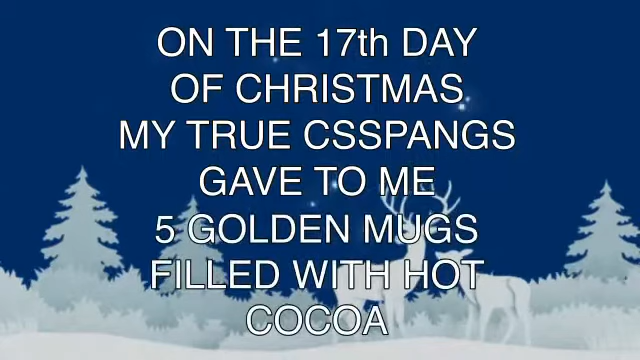 ON THE 17th DAY
OF CHRISTMAS
MY TRUE CSSPANGS
GAVE TO ME
5 GOLDEN MUGS
FILLED WITH HOT
COCOA